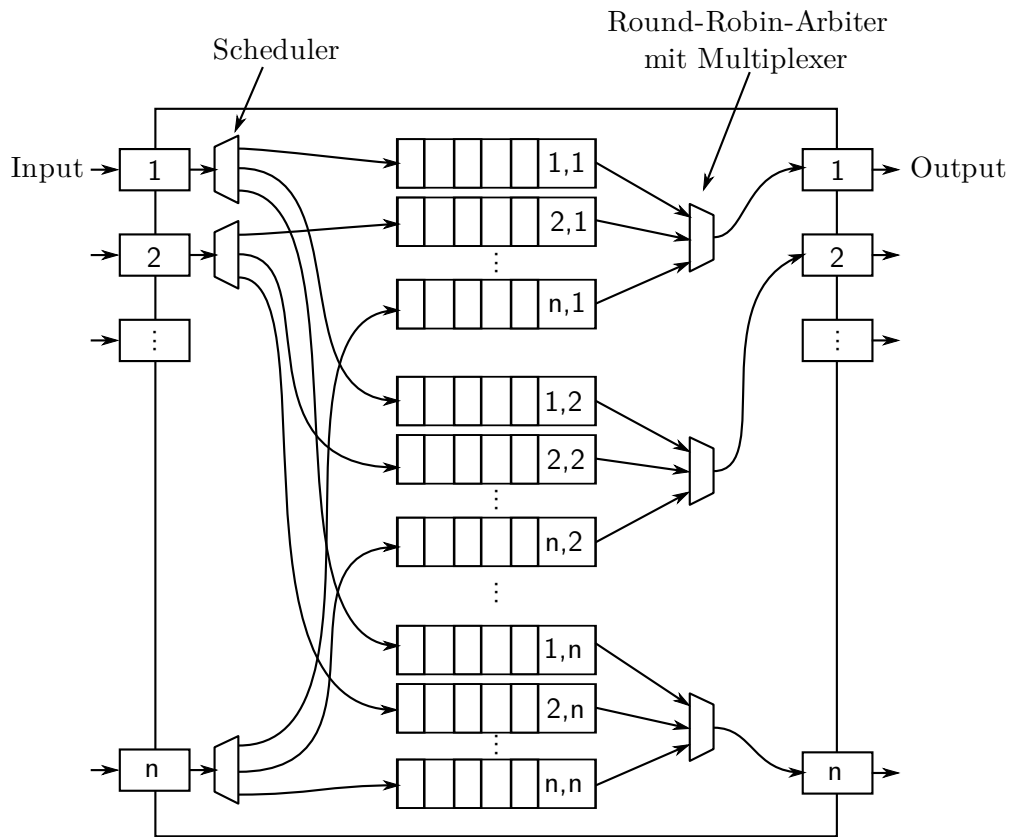 Round-Robin-Arbiter
mit Multiplexer
Scheduler
Input
1
1,1
1
Output
2
2,1
2
⋮
⋮
n,1
⋮
1,2
2,2
⋮
n,2
⋮
1,n
2,n
⋮
n
n,n
n